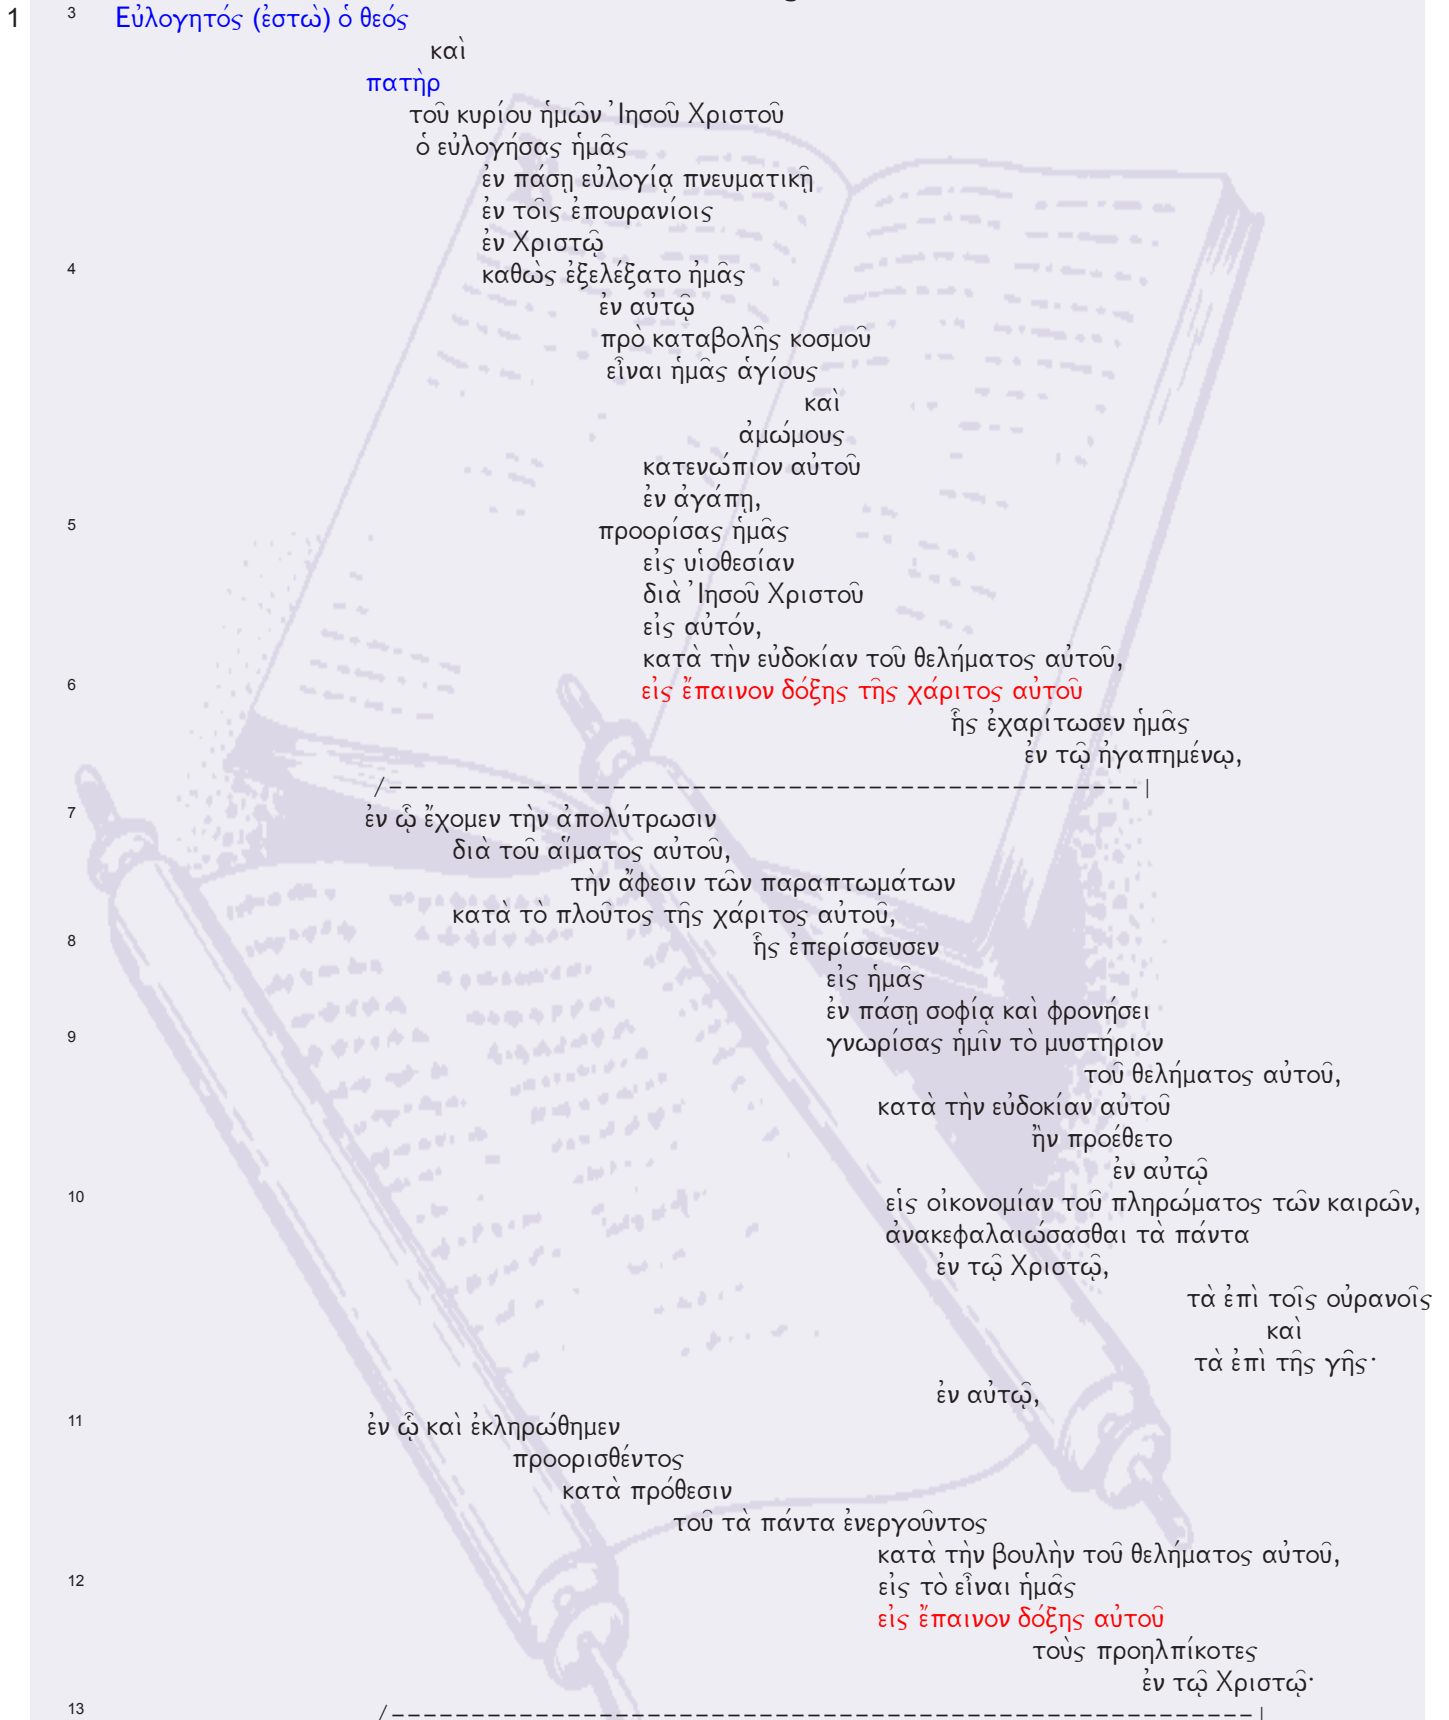 1 3 Εὐλογητός (ἐστὼ) ὁ θεός
καὶ
πατὴρ
τοῦ κυρίου ἡμῶν Ἰησοῦ Χριστοῦ
ὁ εὐλογήσας ἡμᾶς
ἐν πάσῃ εὐλογίᾳ πνευματικῇ
ἐν τοῖς ἐπουρανίοις
ἐν Χριστῷ
4 καθὼς ἐξελέξατο ἠμᾶς
ἐν αὐτῷ
πρὸ καταβολῆς κοσμοῦ
εἶναι ἡμᾶς ἁγίους
καὶ
ἀμώμους
κατενώπιον αὐτοῦ
ἐν ἀγάπῃ,
5 προορίσας ἡμᾶς
εἰς υἱοθεσίαν
διὰ Ἰησοῦ Χριστοῦ
εἰς αὐτόν,
κατὰ τὴν εὐδοκίαν τοῦ θελήματος αὐτοῦ,
6 εἰς ἔπαινον δόξης τῆς χάριτος αὐτοῦ
ἧς ἐχαρίτωσεν ἡμᾶς
ἐν τῷ ἠγαπημένῳ,
/-----------------------------------------------|
7 ἐν ᾧ ἔχομεν τὴν ἀπολύτρωσιν
διὰ τοῦ αἵματος αὐτοῦ,
τὴν ἄφεσιν τῶν παραπτωμάτων
κατὰ τὸ πλοῦτος τῆς χάριτος αὐτοῦ,
8 ἧς ἐπερίσσευσεν
εἰς ἡμᾶς
ἐν πάσῃ σοφίᾳ καὶ φρονήσει
9 γνωρίσας ἡμῖν τὸ μυστήριον
τοῦ θελήματος αὐτοῦ,
κατὰ τὴν εὐδοκίαν αὐτοῦ
ἣν προέθετο
ἐν αὐτῷ
10 εἰς οἰκονομίαν τοῦ πληρώματος τῶν καιρῶν,
ἀνακεφαλαιώσασθαι τὰ πάντα
ἐν τῷ Χριστῷ,
τὰ ἐπὶ τοῖς οὐρανοῖς
καὶ
τὰ ἐπὶ τῆς γῆς·
ἐν αὐτῷ,
11 ἐν ᾧ καὶ ἐκληρώθημεν
προορισθέντος
κατὰ πρόθεσιν
τοῦ τὰ πάντα ἐνεργοῦντος
κατὰ τὴν βουλὴν τοῦ θελήματος αὐτοῦ,
12 εἰς τὸ εἶναι ἡμᾶς
εἰς ἔπαινον δόξης αὐτοῦ
τοὺς προηλπίκοτες
ἐν τῷ Χριστῷ·
13 /------------------------------------------------------|